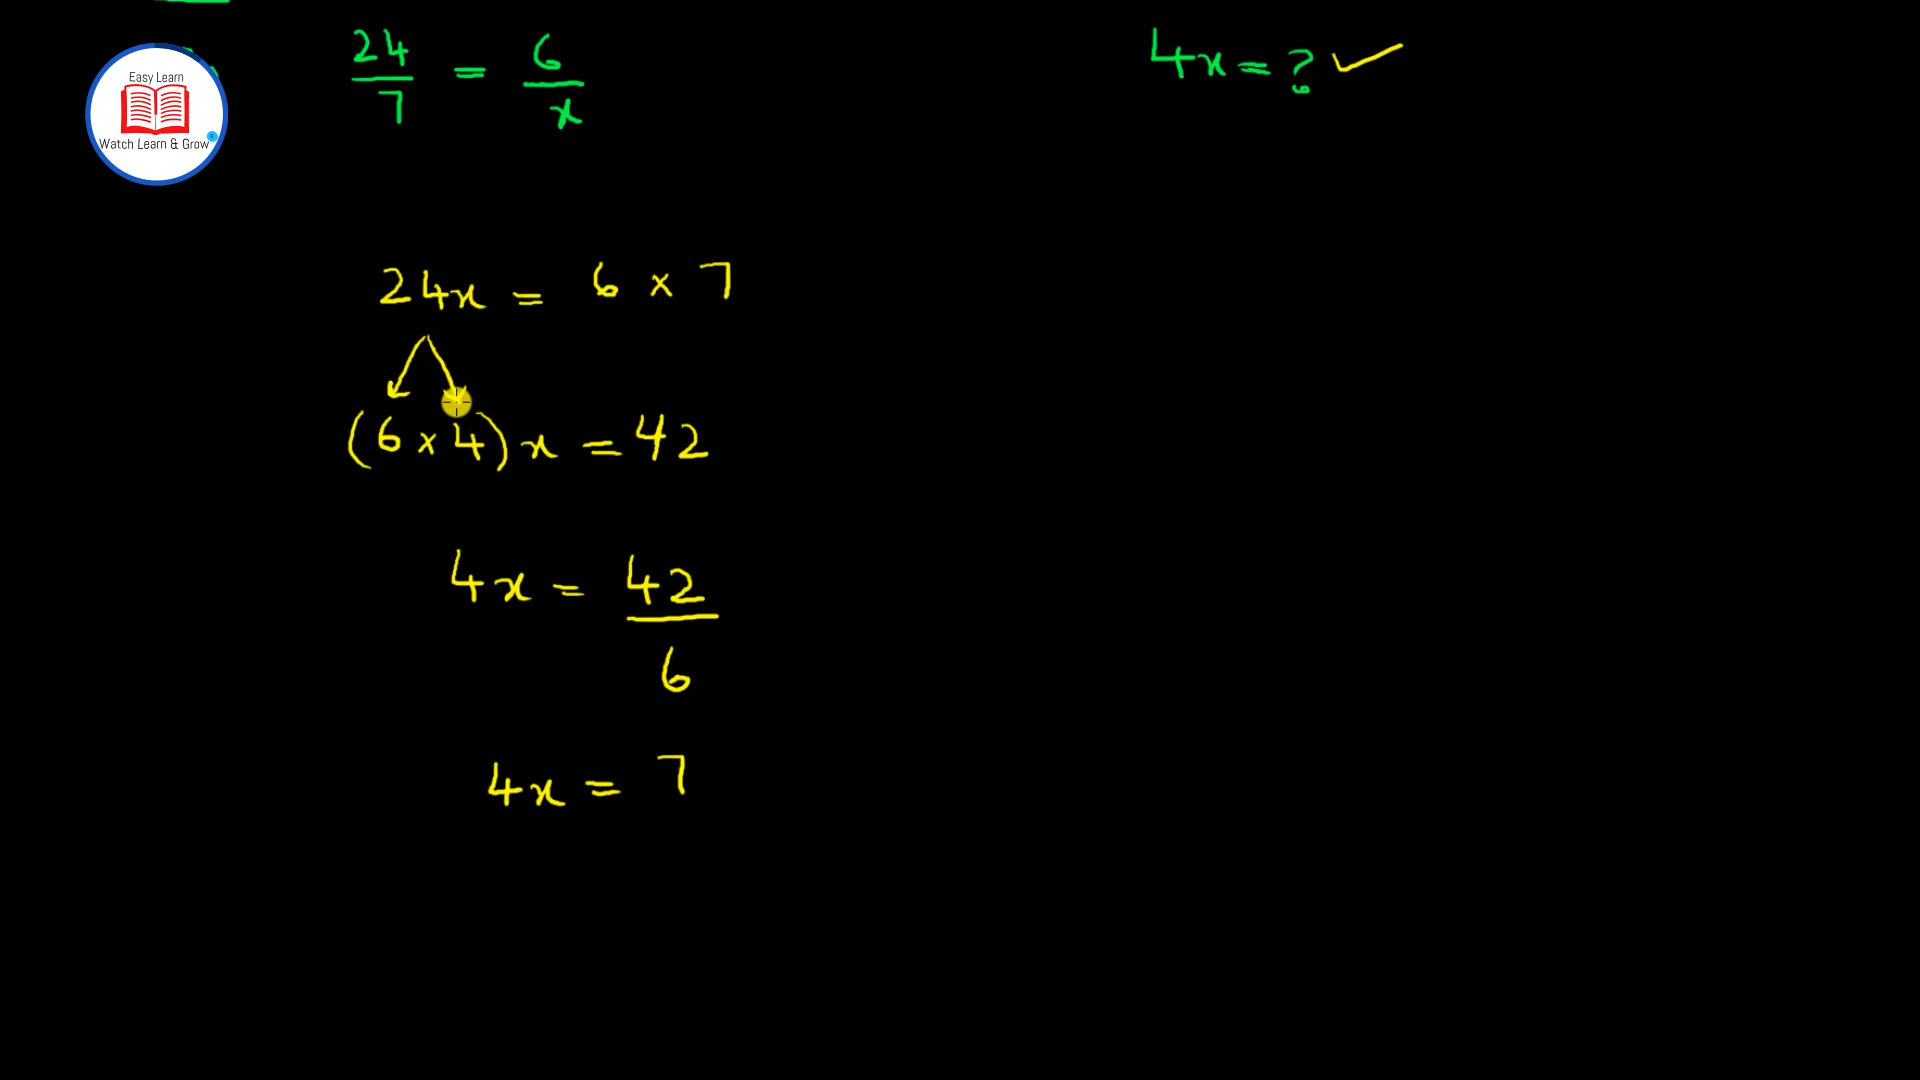 24/7 = 6/x
4x = ? ✓
Easy Learn
Watch Learn & Grow
24x = 6 × 7
(6 × 4)x = 42
4x = 42/6
4x = 7